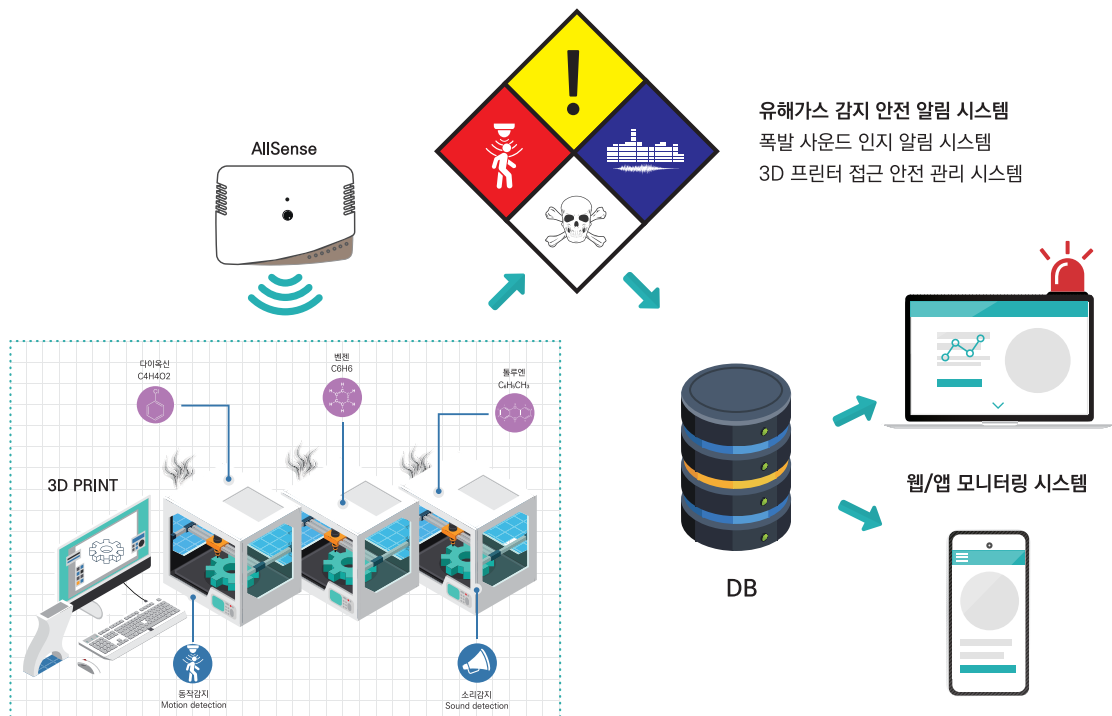 유해가스 감지 안전 알림 시스템
폭발 사운드 인지 알림 시스템
3D 프린터 접근 안전 관리 시스템
AllSense
다이옥신
C4H4O2
벤젠
C6H6
톨루엔
C₆H₅CH₃
3D PRINT
동작감지
Motion detection
소리감지
Sound detection
DB
웹/앱 모니터링 시스템